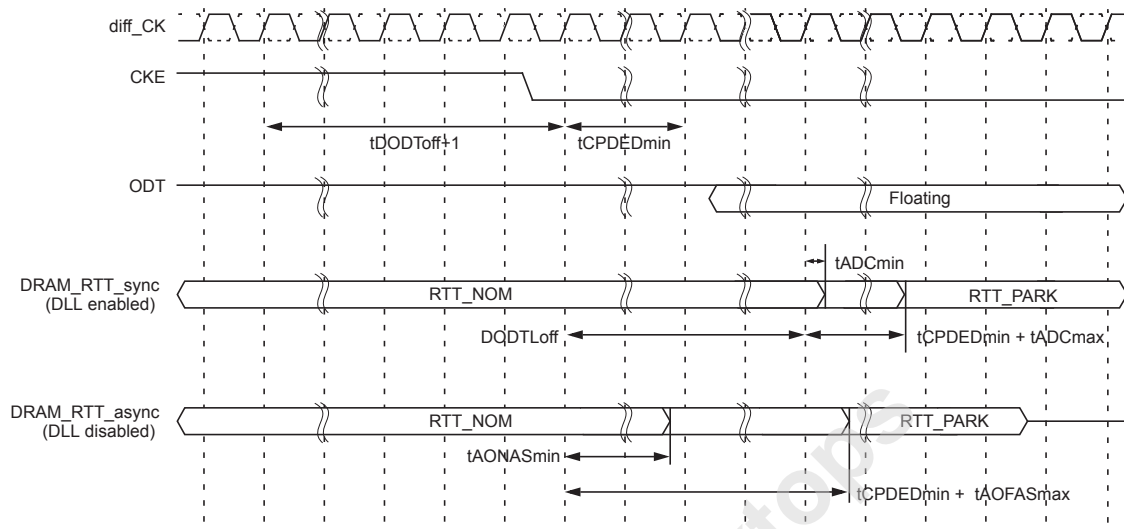 diff_CK
CKE
tDODToff+1
tCPDEDmin
ODT
Floating
DRAM_RTT_sync
(DLL enabled)
RTT_NOM
tADCmin
RTT_PARK
DODTLoff
tCPDEDmin + tADCmax
DRAM_RTT_async
(DLL disabled)
RTT_NOM
RTT_PARK
tAONASmin
tCPDEDmin + tAOFASmax